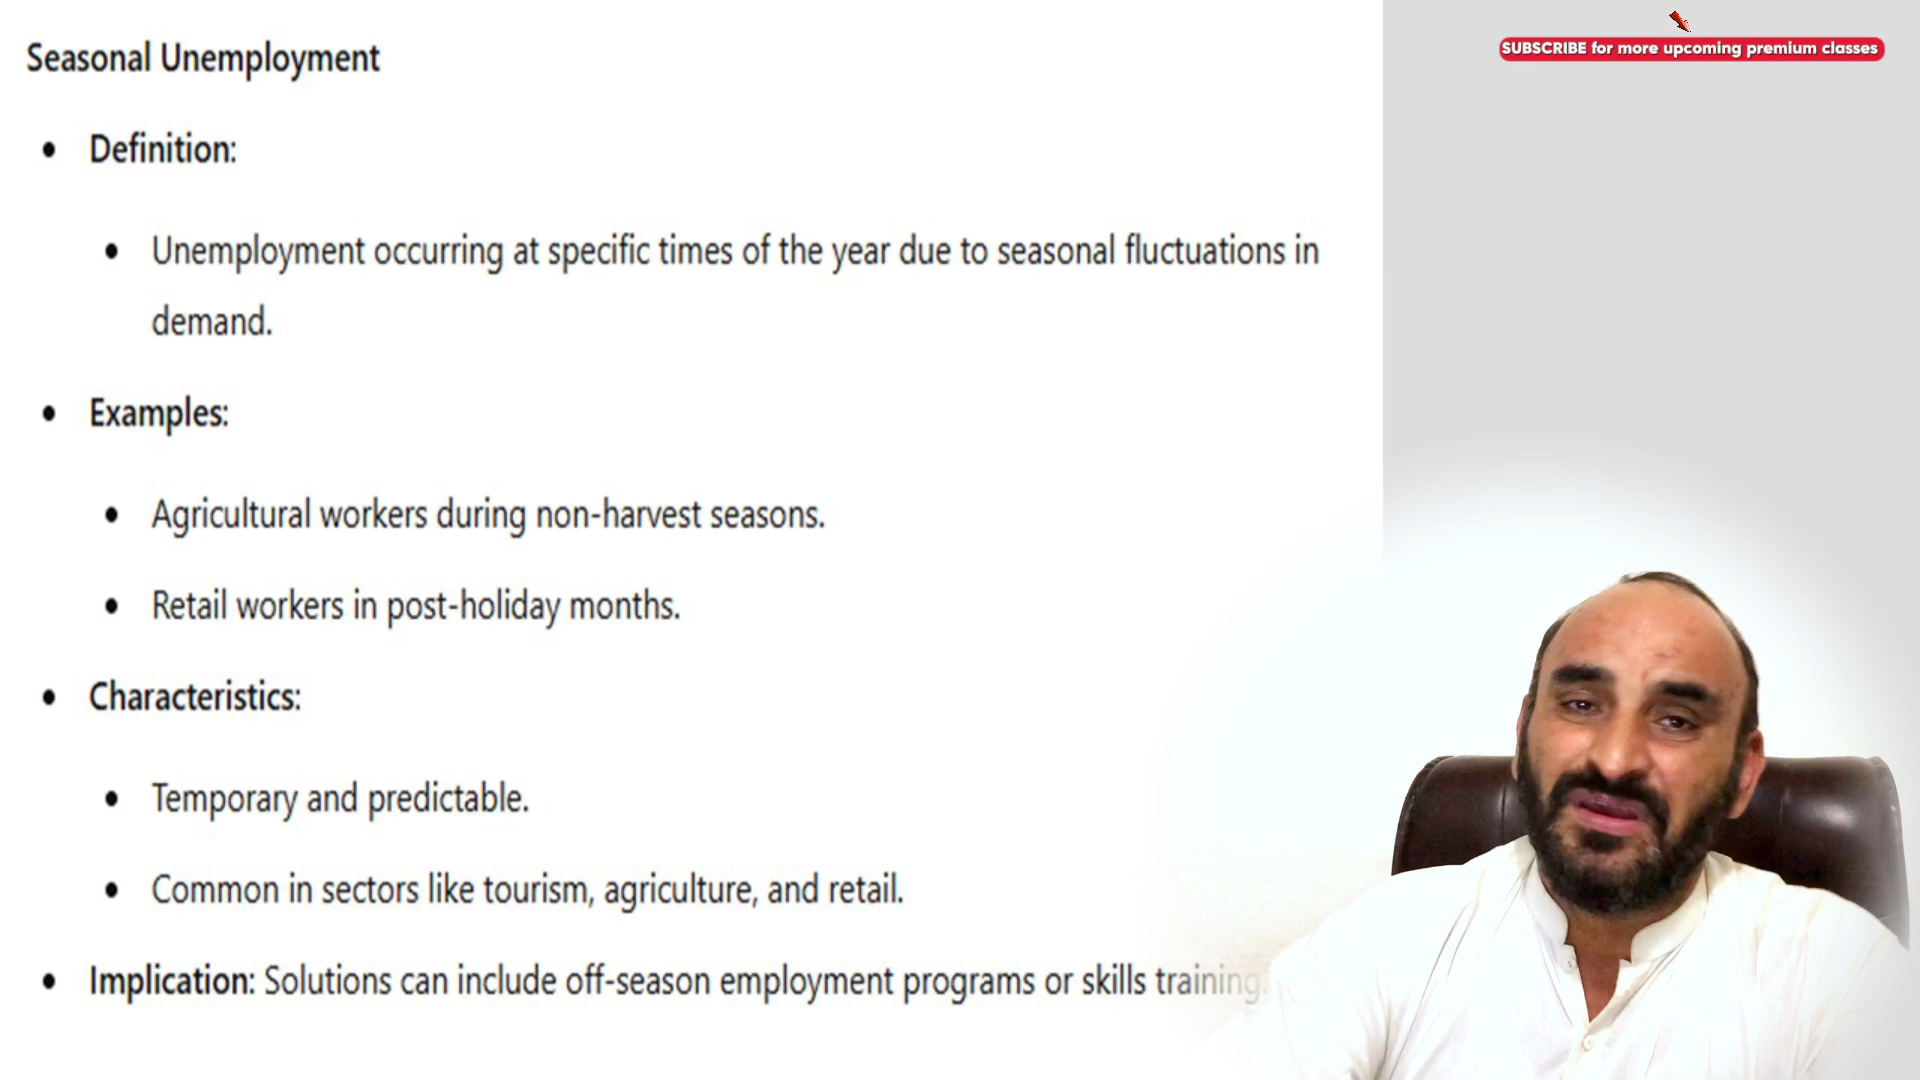 SUBSCRIBE for more upcoming premium classes
Seasonal Unemployment
• Definition:
• Unemployment occurring at specific times of the year due to seasonal fluctuations in
demand.
• Examples:
• Agricultural workers during non-harvest seasons.
• Retail workers in post-holiday months.
• Characteristics:
• Temporary and predictable.
• Common in sectors like tourism, agriculture, and retail.
• Implication: Solutions can include off-season employment programs or skills training.